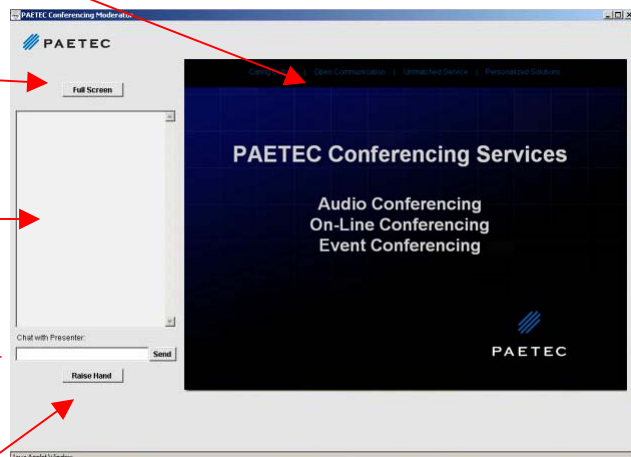 PAETEC Conferencing Moderator
PAETEC
Full Screen
Open Communication | Unmatched Service | Personalized Solutions
PAETEC Conferencing Services
Audio Conferencing
On-Line Conferencing
Event Conferencing
PAETEC
Chat with Presenter:
Send
Raise Hand
Java Applet Window